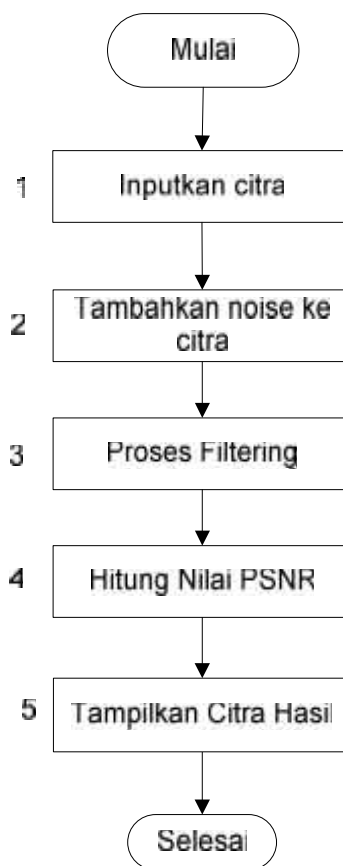 Mulai
1 Inputkan citra
2 Tambahkan noise ke
citra
3 Proses Filtering
4 Hitung Nilai PSNR
5 Tampilkan Citra Hasil
Selesai